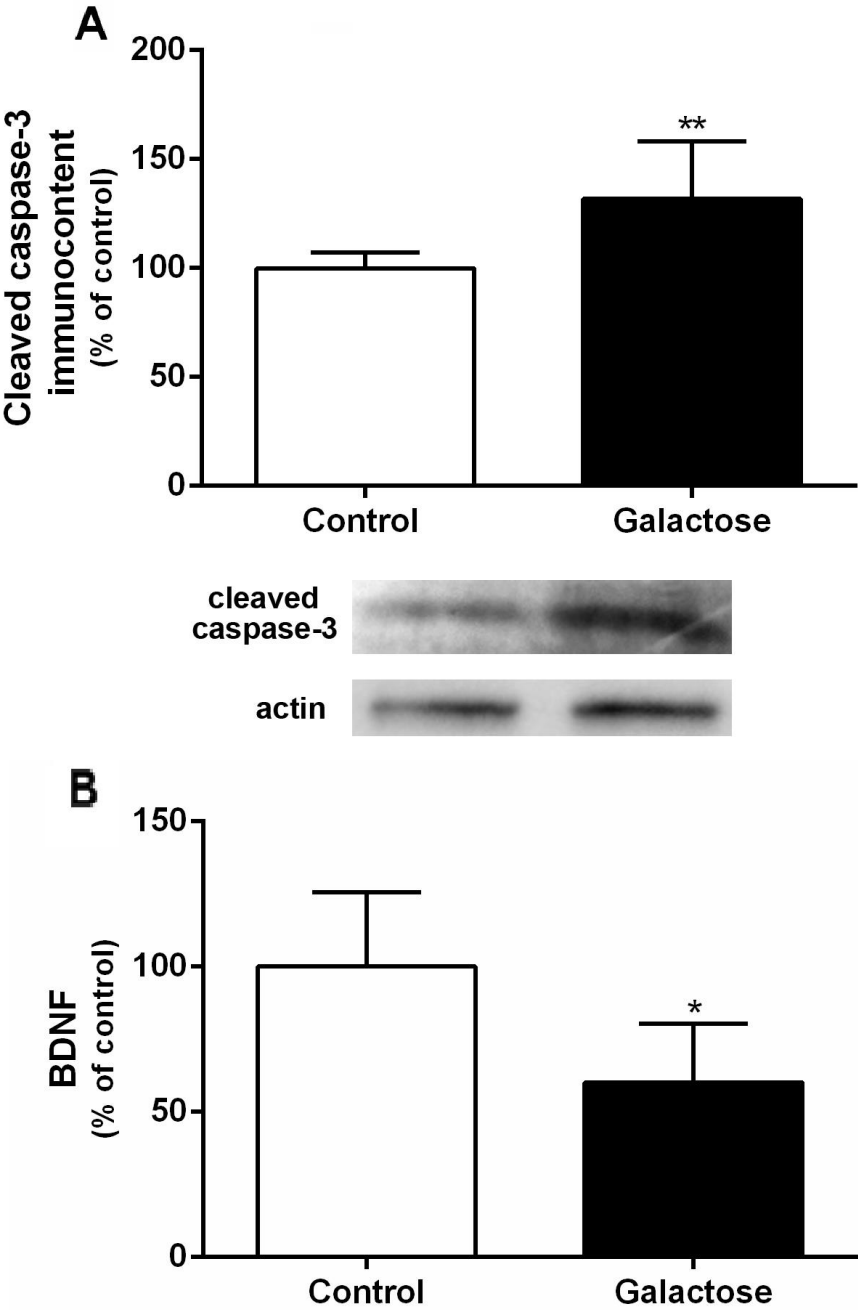 A
Cleaved caspase-3
immunocontent
(% of control)
200
150
100
50
0
**
Control Galactose
cleaved
caspase-3
actin
B
BDNF
(% of control)
150
100
50
0
*
Control Galactose